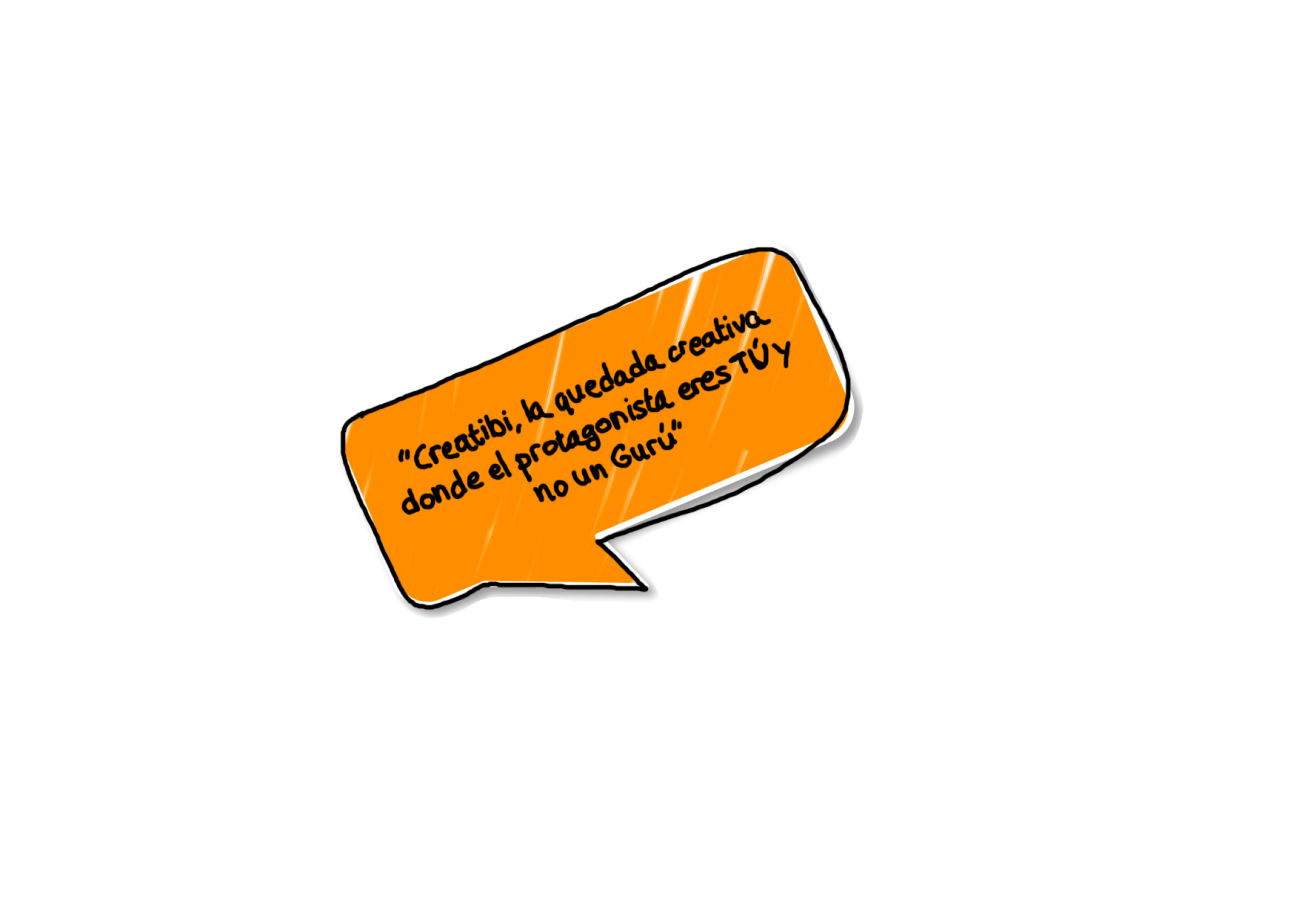 "Creatibi, la quedada creativa
donde el protagonista eres TÚ y
no un Gurú"